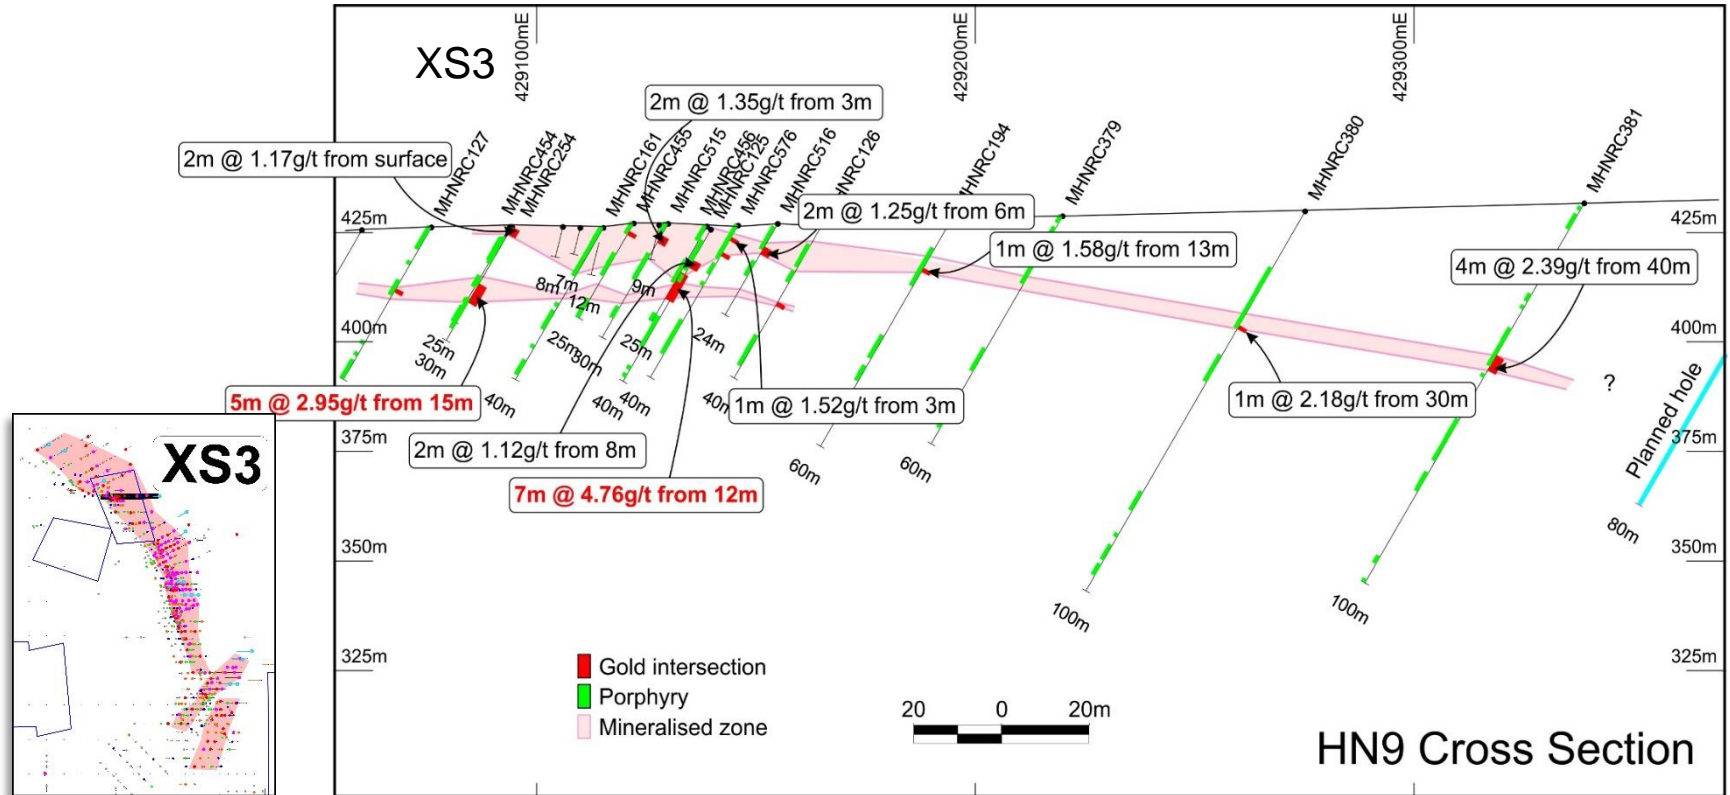 XS3
429100mE
429200mE
429300mE
2m @ 1.35g/t from 3m
2m @ 1.17g/t from surface
MHNRC127
MHNRC454
MHNRC254
MHNRC161
MHNRC455
MHNRC515
MHNRC456
MHNRC125
MHNRC576
MHNRC516
HNRC126
MHNRC194
MHNRC379
MHNRC380
MHNRC381
425m
425m
2m @ 1.25g/t from 6m
1m @ 1.58g/t from 13m
4m @ 2.39g/t from 40m
8m
7m
12m
9m
400m
400m
25m
30m
25m
30m
25m
24m
40m
40m
40m
40m
60m
60m
?
5m @ 2.95g/t from 15m
1m @ 1.52g/t from 3m
1m @ 2.18g/t from 30m
375m
375m
2m @ 1.12g/t from 8m
7m @ 4.76g/t from 12m
Planned hole
80m
XS3
350m
350m
100m
100m
325m
325m
Gold intersection
Porphyry
Mineralised zone
20 0 20m
HN9 Cross Section